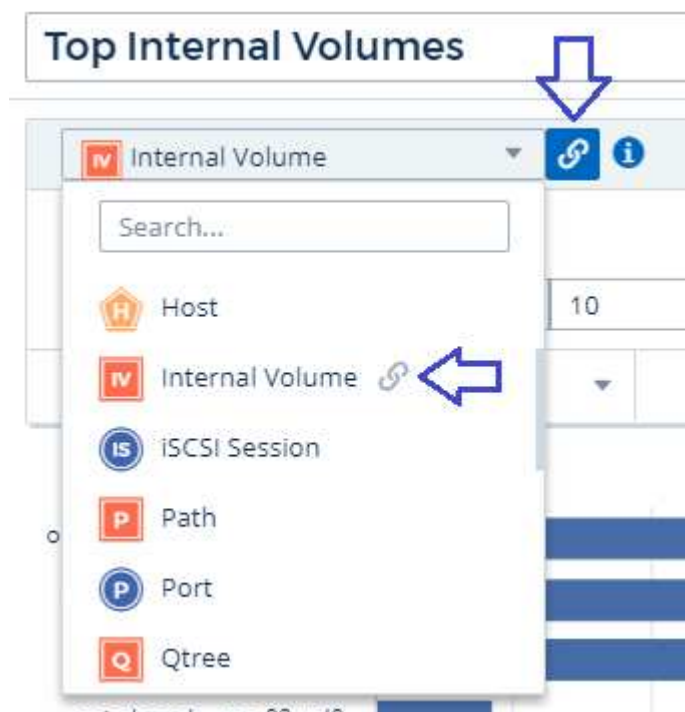 Top Internal Volumes
IV Internal Volume i
Search...
H Host
10
IV Internal Volume
IS iSCSI Session
P Path
P Port
Q Qtree